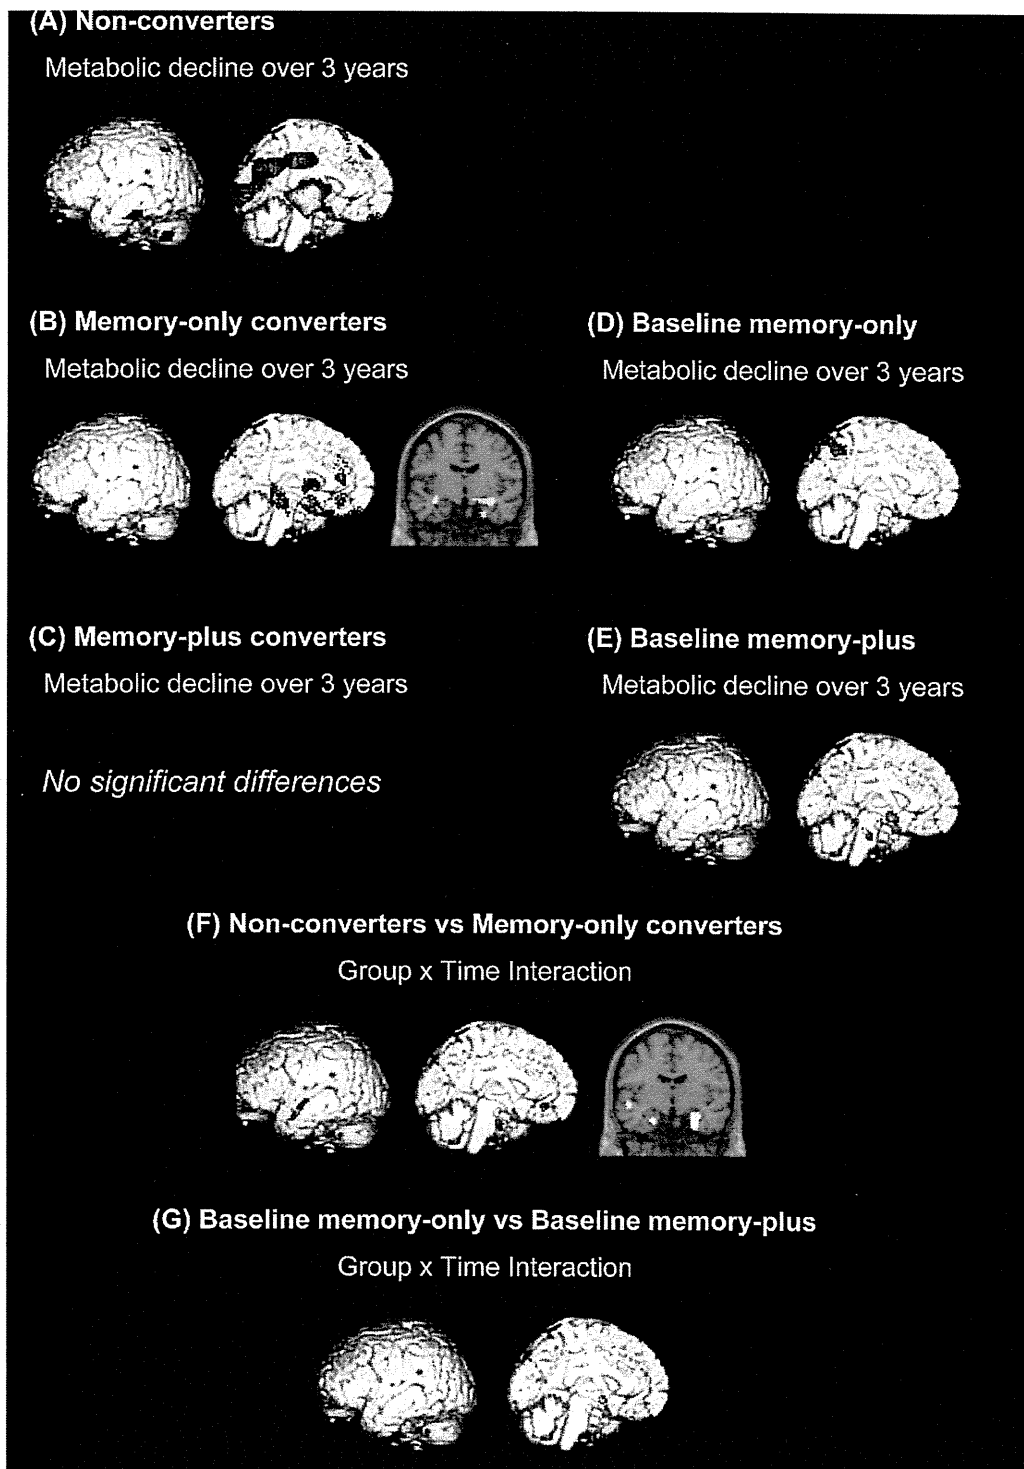 (A) Non-converters
Metabolic decline over 3 years
(B) Memory-only converters
Metabolic decline over 3 years
(D) Baseline memory-only
Metabolic decline over 3 years
(C) Memory-plus converters
Metabolic decline over 3 years
No significant differences
(E) Baseline memory-plus
Metabolic decline over 3 years
(F) Non-converters vs Memory-only converters
Group x Time Interaction
(G) Baseline memory-only vs Baseline memory-plus
Group x Time Interaction